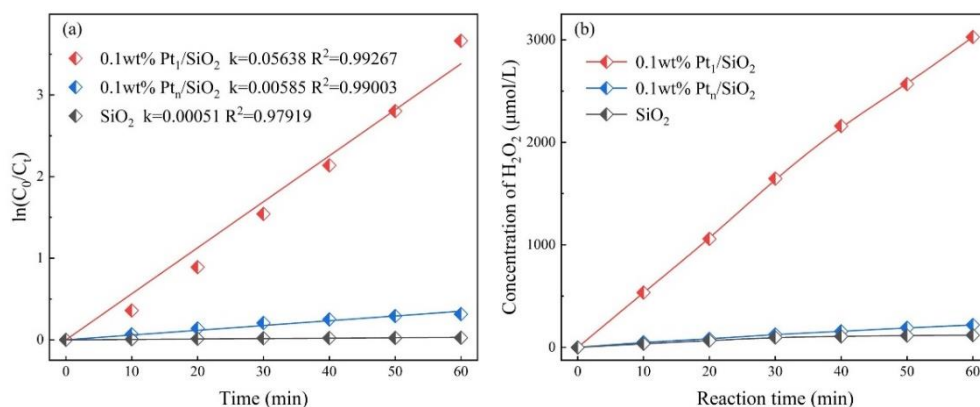 (a)
0.1wt% Pt₁/SiO₂ k=0.05638 R²=0.99267
0.1wt% Ptₙ/SiO₂ k=0.00585 R²=0.99003
SiO₂ k=0.00051 R²=0.97919
ln(C₀/Cₜ)
3
2
1
0
0 10 20 30 40 50 60
Time (min)
(b)
0.1wt% Pt₁/SiO₂
0.1wt% Ptₙ/SiO₂
SiO₂
Concentration of H₂O₂ (μmol/L)
3000
2000
1000
0
0 10 20 30 40 50 60
Reaction time (min)